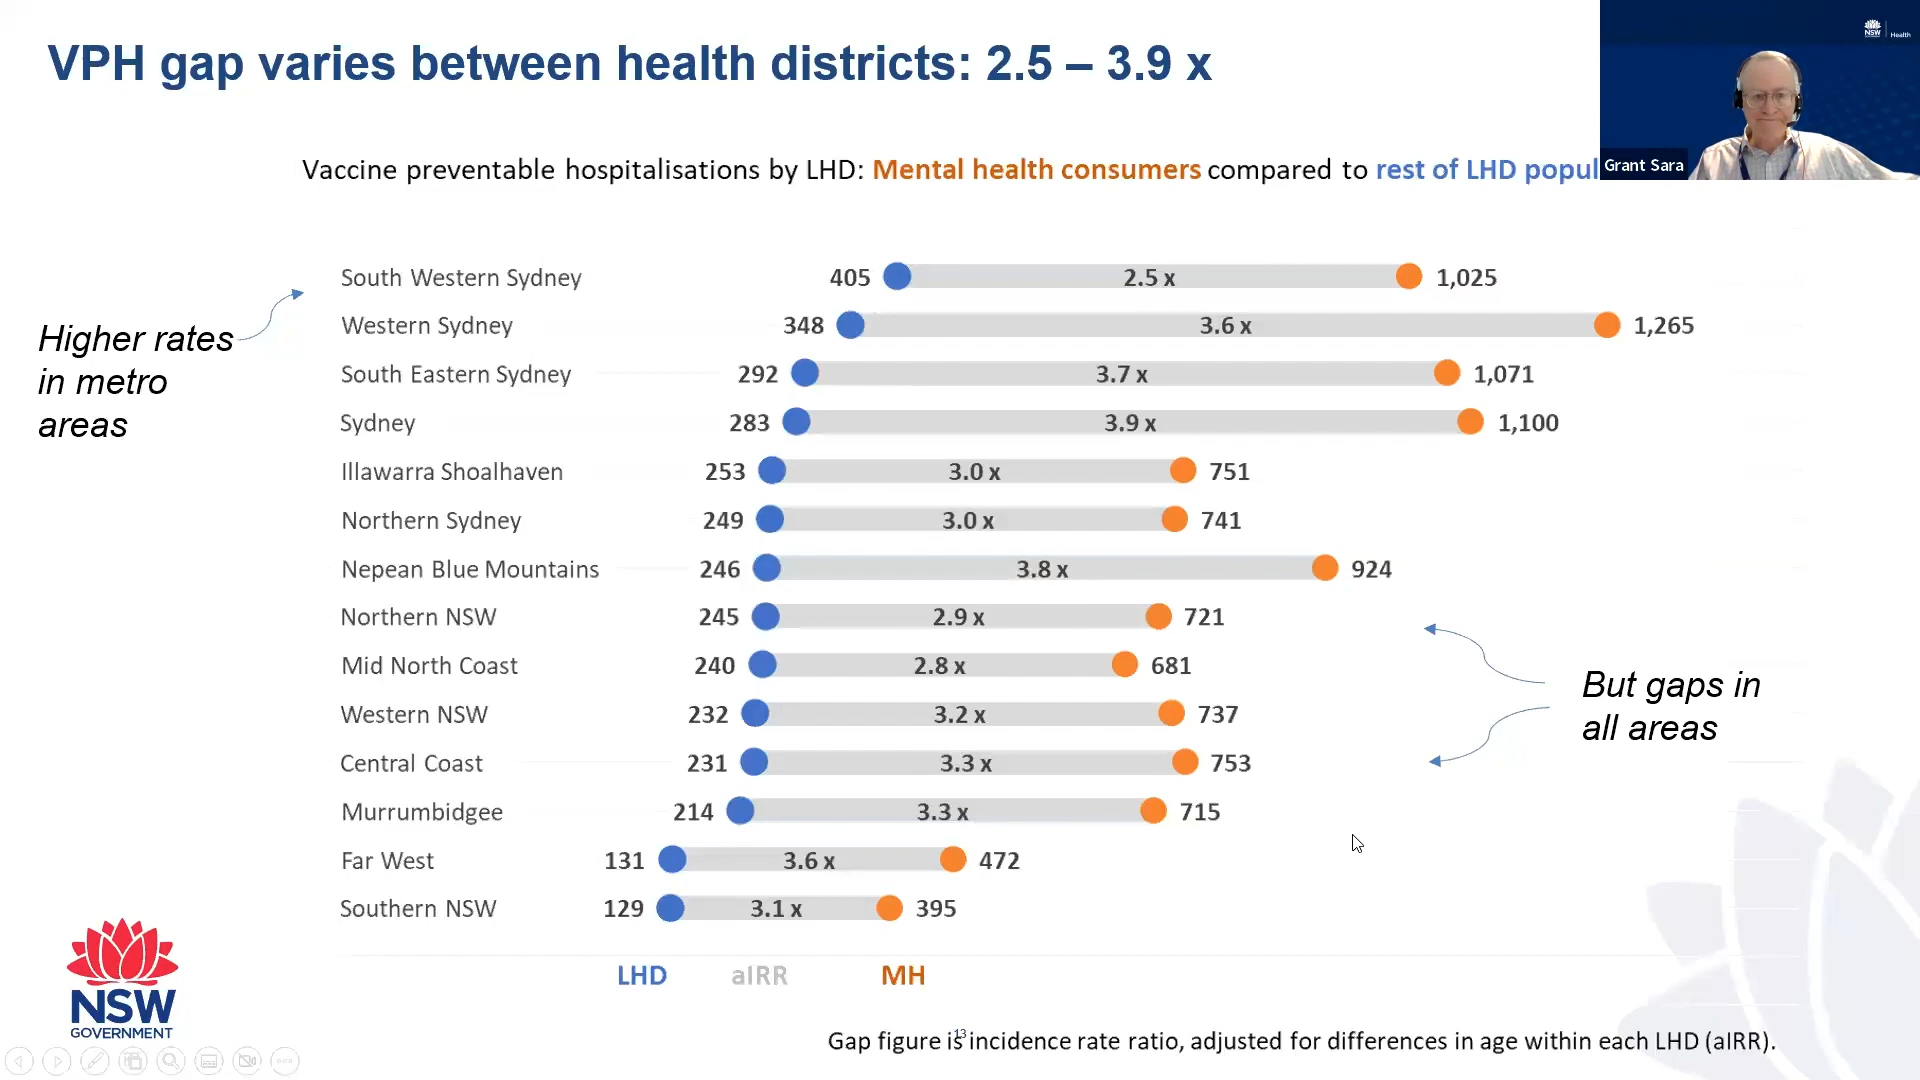 VPH gap varies between health districts: 2.5 – 3.9 x
NSW Health
Grant Sara
Vaccine preventable hospitalisations by LHD: Mental health consumers compared to rest of LHD popul
Higher rates
in metro
areas
South Western Sydney 405 2.5 x 1,025
Western Sydney 348 3.6 x 1,265
South Eastern Sydney 292 3.7 x 1,071
Sydney 283 3.9 x 1,100
Illawarra Shoalhaven 253 3.0 x 751
Northern Sydney 249 3.0 x 741
Nepean Blue Mountains 246 3.8 x 924
Northern NSW 245 2.9 x 721
Mid North Coast 240 2.8 x 681
Western NSW 232 3.2 x 737
Central Coast 231 3.3 x 753
Murrumbidgee 214 3.3 x 715
Far West 131 3.6 x 472
Southern NSW 129 3.1 x 395
But gaps in
all areas
LHD aIRR MH
NSW
GOVERNMENT
13
Gap figure is incidence rate ratio, adjusted for differences in age within each LHD (aIRR).